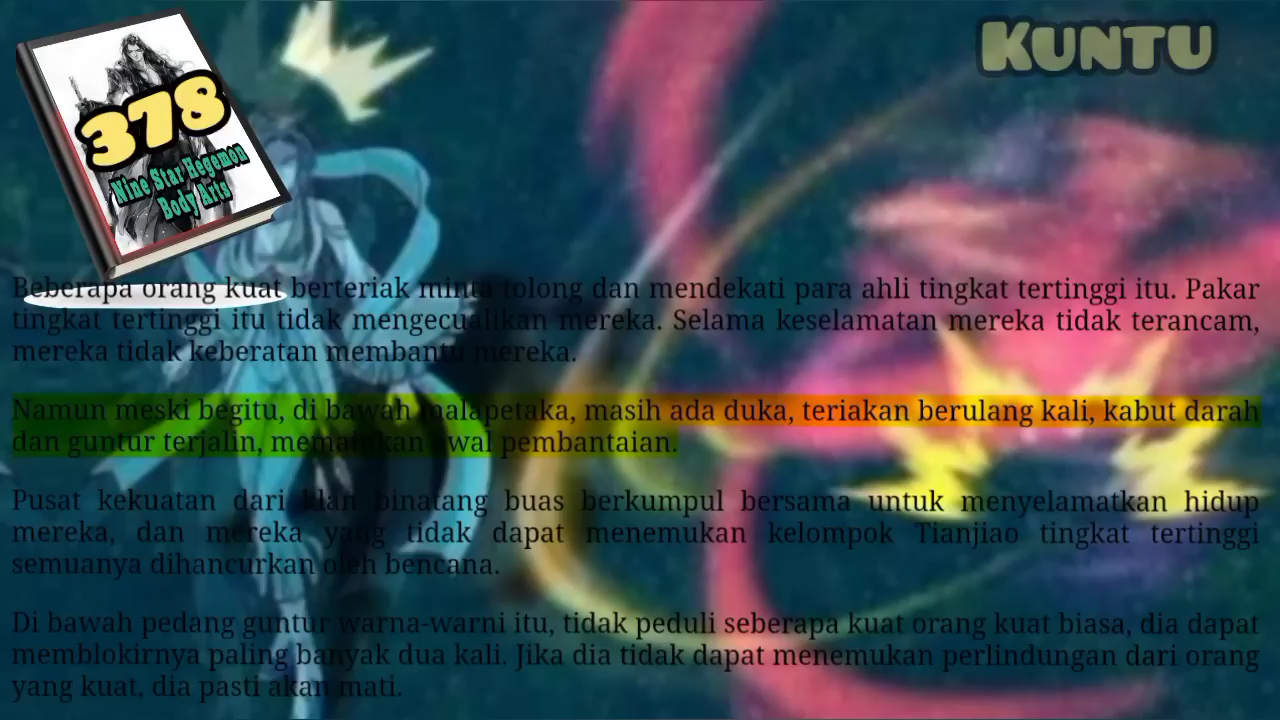 KUNTU
378
Nine Star Hegemon
Body Arts
Beberapa orang kuat berteriak minta tolong dan mendekati para ahli tingkat tertinggi itu. Pakar
tingkat tertinggi itu tidak mengecualikan mereka. Selama keselamatan mereka tidak terancam,
mereka tidak keberatan membantu mereka.
Namun meski begitu, di bawah malapetaka, masih ada duka, teriakan berulang kali, kabut darah
dan guntur terjalin, memainkan awal pembantaian.
Pusat kekuatan dari klan binatang buas berkumpul bersama untuk menyelamatkan hidup
mereka, dan mereka yang tidak dapat menemukan kelompok Tianjiao tingkat tertinggi
semuanya dihancurkan oleh bencana.
Di bawah pedang guntur warna-warni itu, tidak peduli seberapa kuat orang kuat biasa, dia dapat
memblokirnya paling banyak dua kali. Jika dia tidak dapat menemukan perlindungan dari orang
yang kuat, dia pasti akan mati.